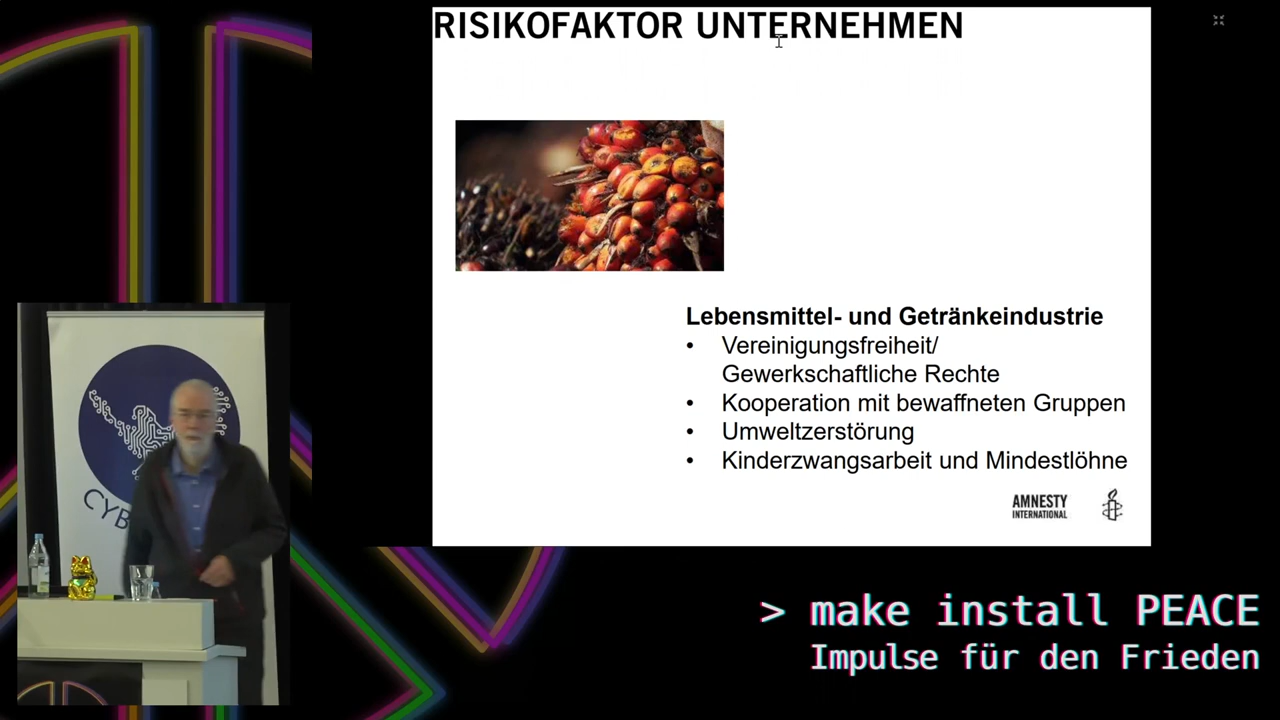 RISIKOFAKTOR UNTERNEHMEN
Lebensmittel- und Getränkeindustrie
• Vereinigungsfreiheit/
Gewerkschaftliche Rechte
• Kooperation mit bewaffneten Gruppen
• Umweltzerstörung
• Kinderzwangsarbeit und Mindestlöhne
AMNESTY
INTERNATIONAL
CYB
> make install PEACE
Impulse für den Frieden